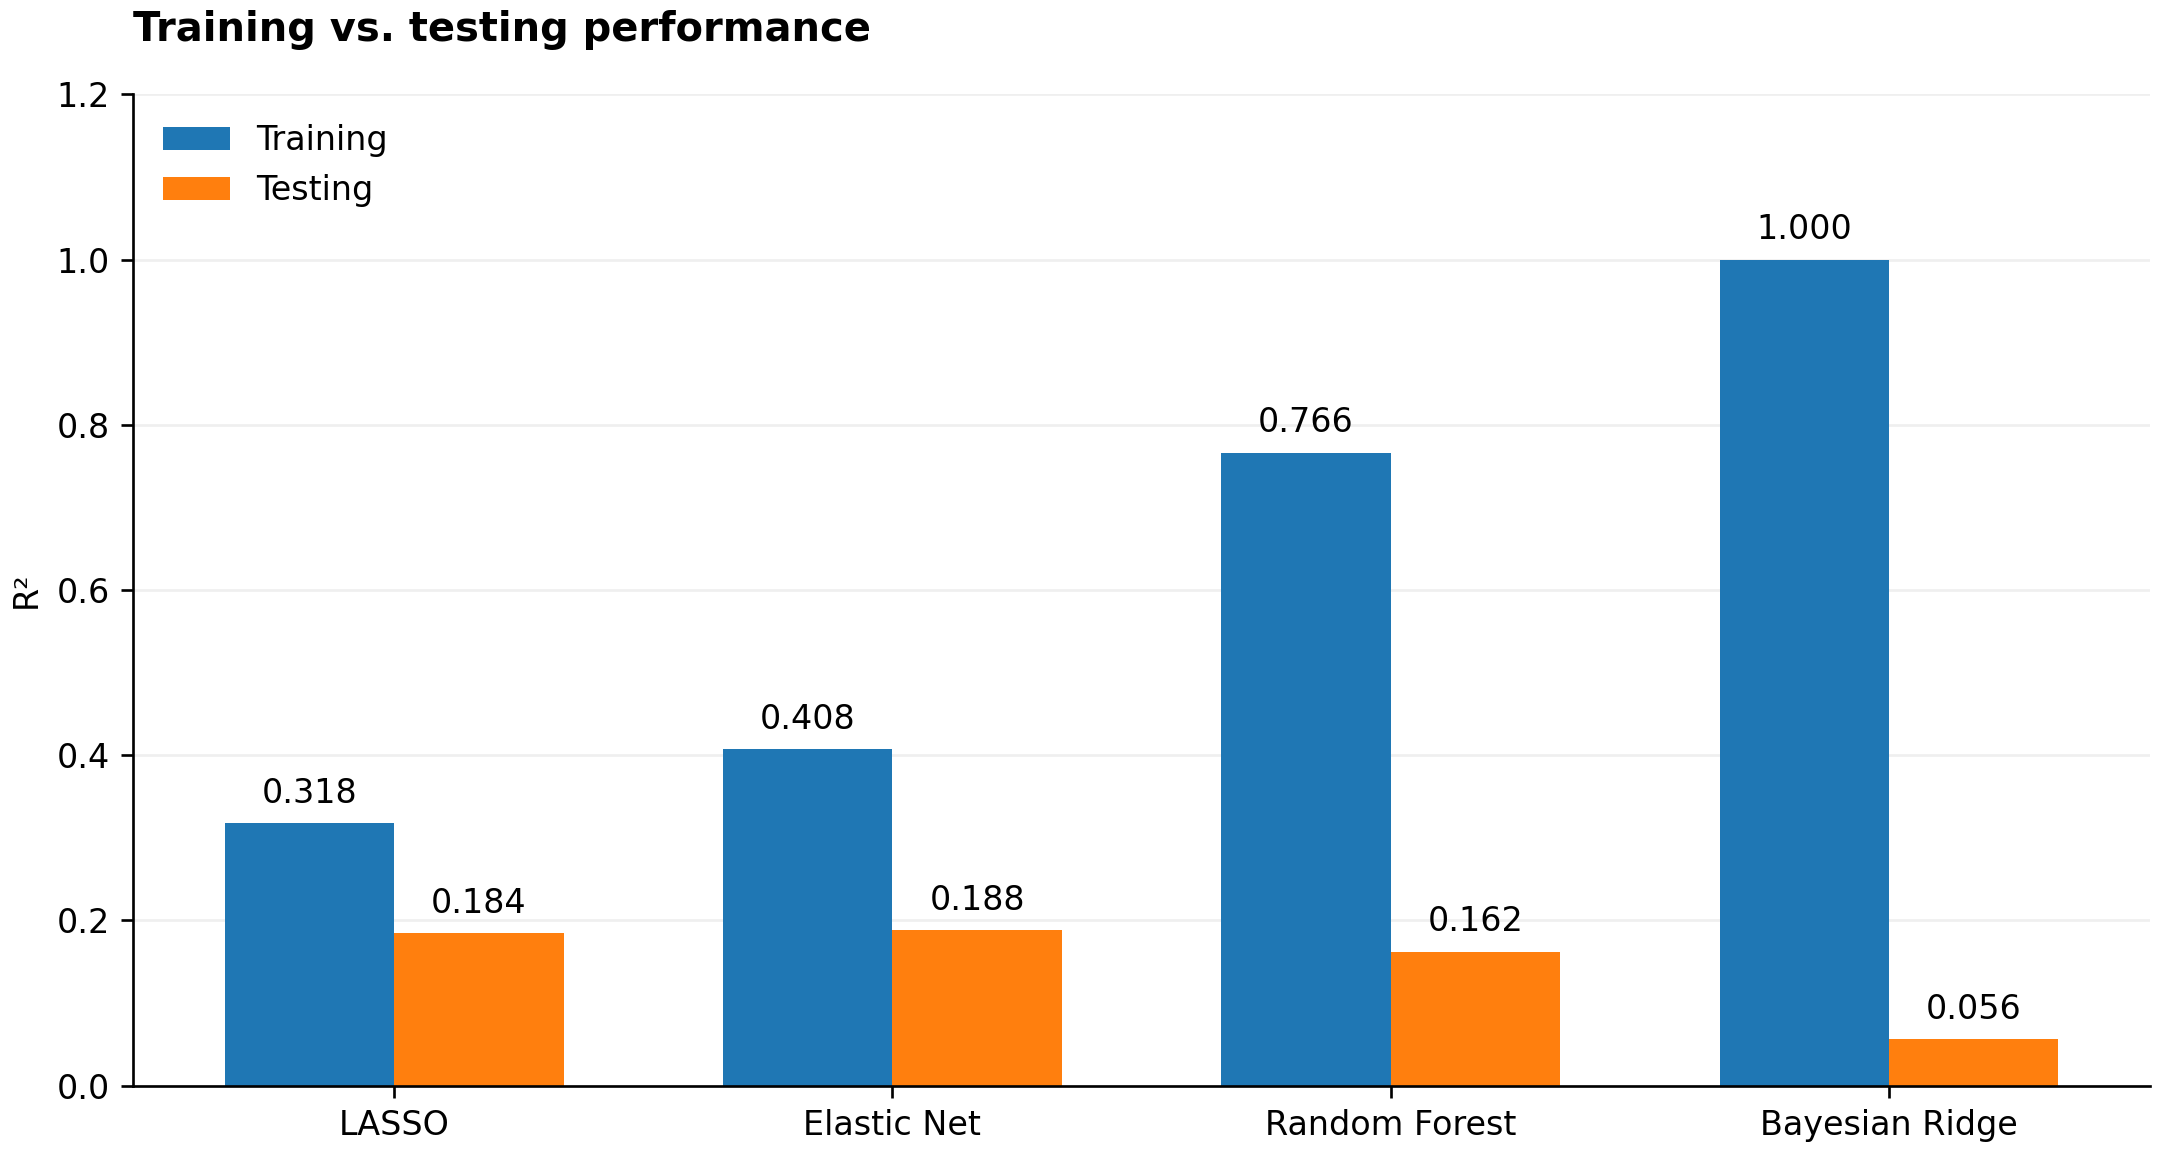 Training vs. testing performance
1.2
Training
Testing
1.000
1.0
0.766
0.8
R²
0.6
0.408
0.4
0.318
0.184
0.188
0.162
0.2
0.056
0.0
LASSO
Elastic Net
Random Forest
Bayesian Ridge